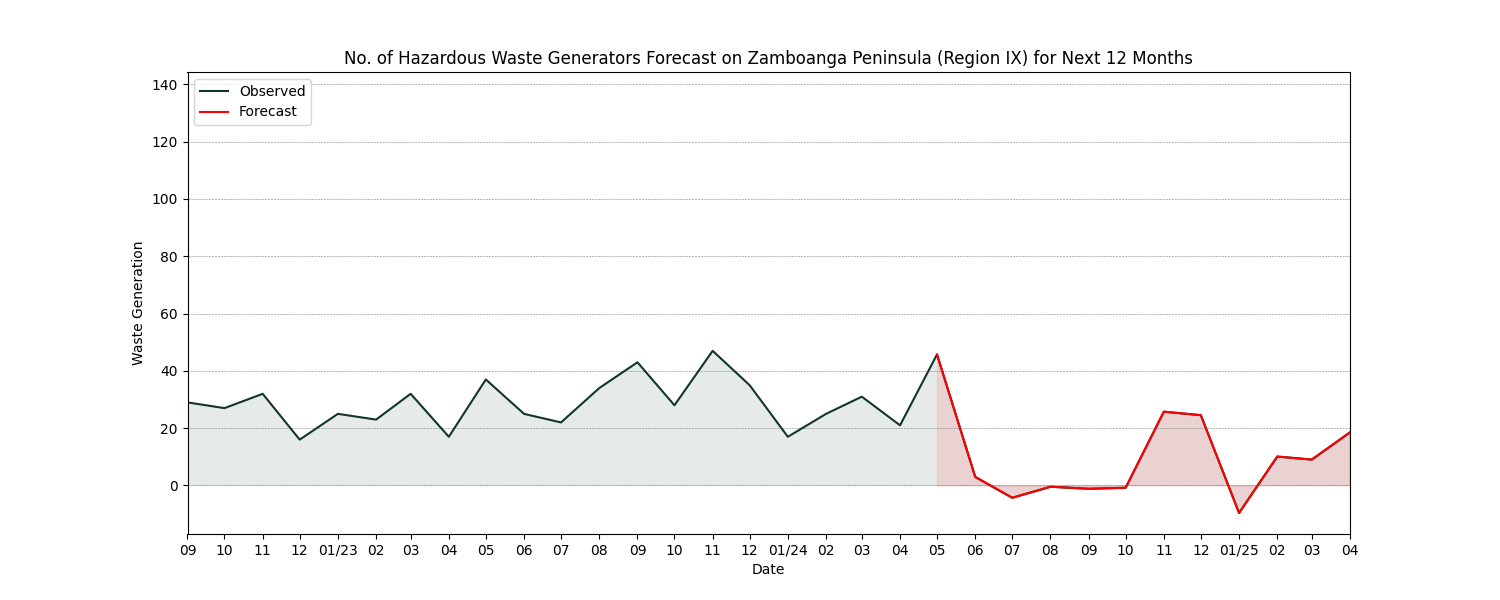 No. of Hazardous Waste Generators Forecast on Zamboanga Peninsula (Region IX) for Next 12 Months
Observed
Forecast
140
120
100
80
60
40
20
0
Waste Generation
09 10 11 12 01/23 02 03 04 05 06 07 08 09 10 11 12 01/24 02 03 04 05 06 07 08 09 10 11 12 01/25 02 03 04
Date